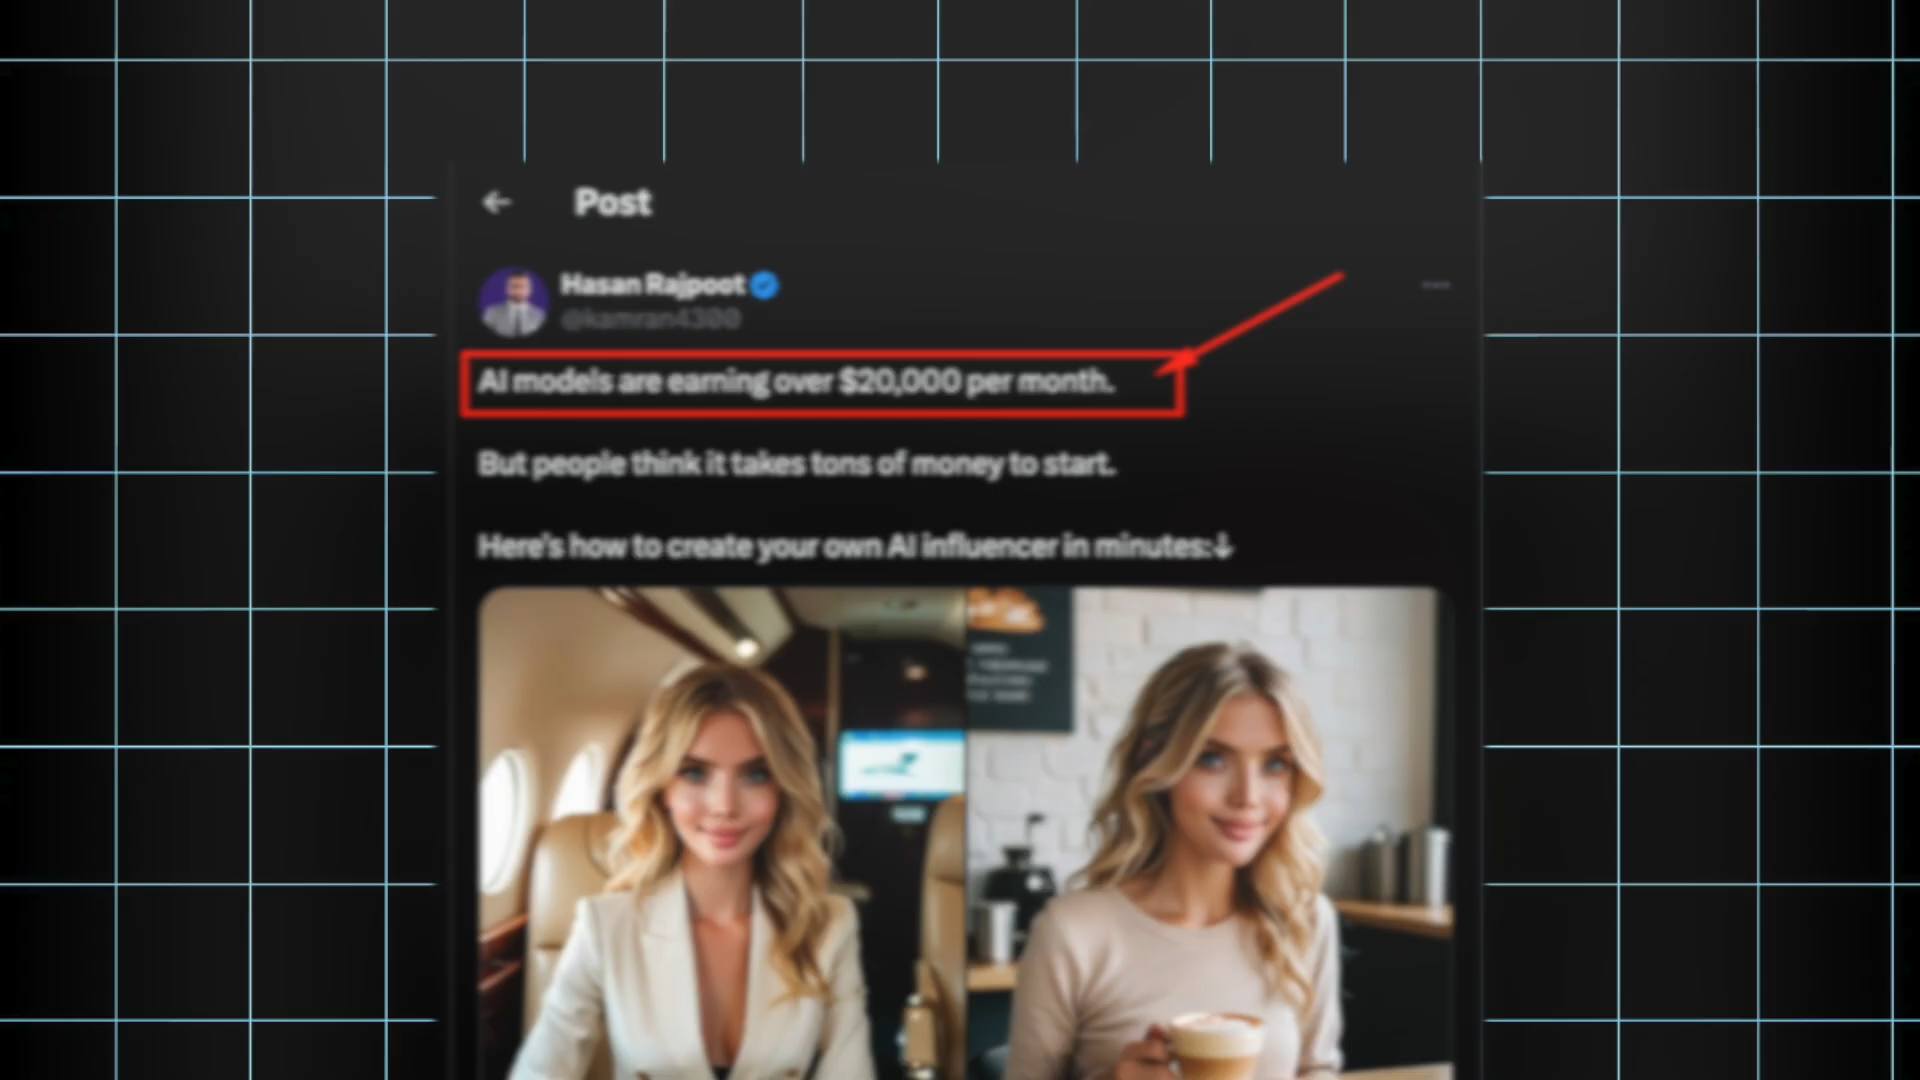 Post
Hasan Rajpoot
@kamran4300
AI models are earning over $20,000 per month.
But people think it takes tons of money to start.
Here's how to create your own AI influencer in minutes:↓